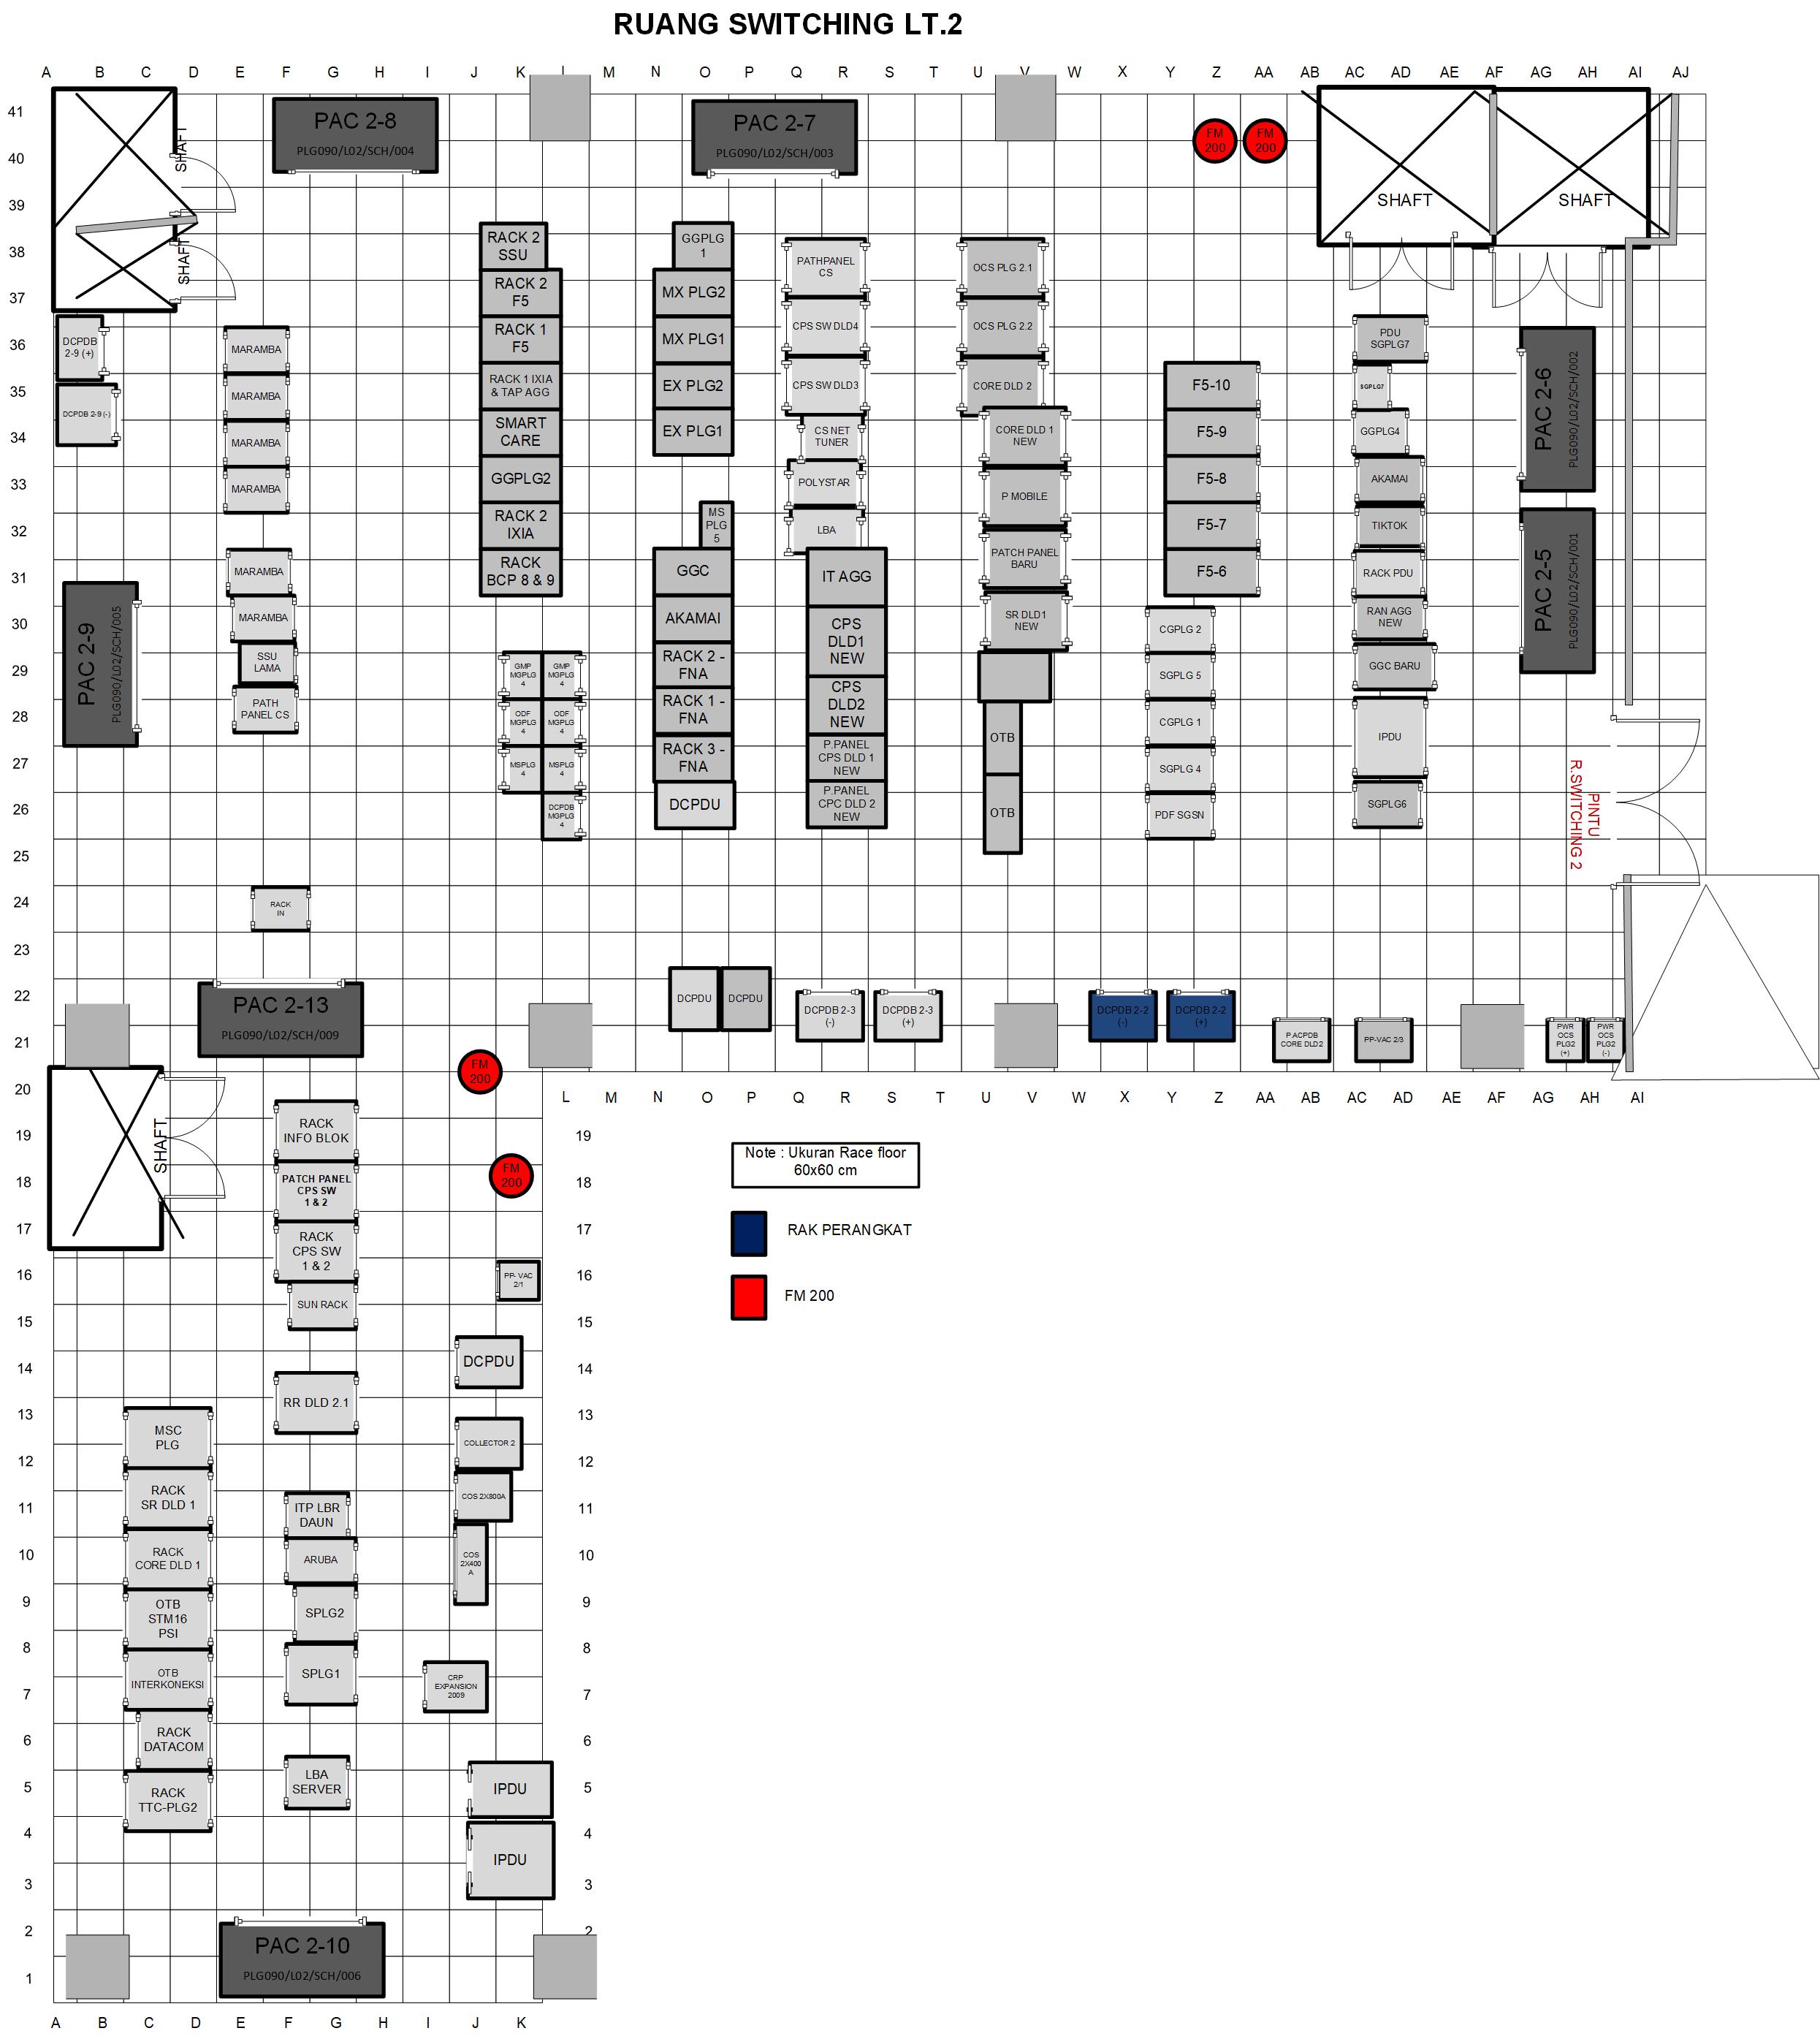 RUANG SWITCHING LT.2
A B C D E F G H I J K L M N O P Q R S T U V W X Y Z AA AB AC AD AE AF AG AH AI AJ
41
40
39
38
37
36
35
34
33
32
31
30
29
28
27
26
25
24
23
22
21
20
19
18
17
16
15
14
13
12
11
10
9
8
7
6
5
4
3
2
1
SHAFT
SHAFT
PAC 2-8
PLG090/L02/SCH/004
PAC 2-7
PLG090/L02/SCH/003
FM
200
FM
200
SHAFT
SHAFT
DCPDB
2-9 (+)
DCPDB 2-9 (-)
PAC 2-9
PLG090/L02/SCH/005
MARAMBA
MARAMBA
MARAMBA
MARAMBA
MARAMBA
MARAMBA
SSU
LAMA
PATH
PANEL CS
RACK
IN
RACK 2
SSU
RACK 2
F5
RACK 1
F5
RACK 1 IXIA
& TAP AGG
SMART
CARE
GGPLG2
RACK 2
IXIA
RACK
BCP 8 & 9
GMP
MGPLG
4
GMP
MGPLG
4
ODF
MGPLG
4
ODF
MGPLG
4
MSPLG
4
MSPLG
4
DCPDB
MGPLG
4
GGPLG
1
MX PLG2
MX PLG1
EX PLG2
EX PLG1
MS
PLG
5
GGC
AKAMAI
RACK 2 -
FNA
RACK 1 -
FNA
RACK 3 -
FNA
DCPDU
PATHPANEL
CS
CPS SW DLD4
CPS SW DLD3
CS NET
TUNER
POLYSTAR
LBA
IT AGG
CPS
DLD1
NEW
CPS
DLD2
NEW
P.PANEL
CPS DLD 1
NEW
P.PANEL
CPC DLD 2
NEW
OCS PLG 2.1
OCS PLG 2.2
CORE DLD 2
CORE DLD 1
NEW
P MOBILE
PATCH PANEL
BARU
SR DLD1
NEW
OTB
OTB
F5-10
F5-9
F5-8
F5-7
F5-6
CGPLG 2
SGPLG 5
CGPLG 1
SGPLG 4
PDF SGSN
PDU
SGPLG7
SGPLG7
GGPLG4
AKAMAI
TIKTOK
RACK PDU
RAN AGG
NEW
GGC BARU
IPDU
SGPLG6
PAC 2-6
PLG090/L02/SCH/002
PAC 2-5
PLG090/L02/SCH/001
PINTU
R.SWITCHING 2
PAC 2-13
PLG090/L02/SCH/009
DCPDU
DCPDU
DCPDB 2-3
(-)
DCPDB 2-3
(+)
DCPDB 2-2
(-)
DCPDB 2-2
(+)
P ACPDB
CORE DLD2
PP-VAC 2/3
PWR
OCS
PLG2
(+)
PWR
OCS
PLG2
(-)
L M N O P Q R S T U V W X Y Z AA AB AC AD AE AF AG AH AI
FM
200
FM
200
SHAFT
RACK
INFO BLOK
PATCH PANEL
CPS SW
1 & 2
RACK
CPS SW
1 & 2
SUN RACK
RR DLD 2.1
PP- VAC
2/1
DCPDU
COLLECTOR 2
COS 2X800A
COS
2X400
A
CRP
EXPANSION
2009
IPDU
IPDU
MSC
PLG
RACK
SR DLD 1
RACK
CORE DLD 1
OTB
STM16
PSI
OTB
INTERKONEKSI
RACK
DATACOM
RACK
TTC-PLG2
ITP LBR
DAUN
ARUBA
SPLG2
SPLG1
LBA
SERVER
PAC 2-10
PLG090/L02/SCH/006
19
18
17
16
15
14
13
12
11
10
9
8
7
6
5
4
3
2
Note : Ukuran Race floor
60x60 cm
RAK PERANGKAT
FM 200
A B C D E F G H I J K